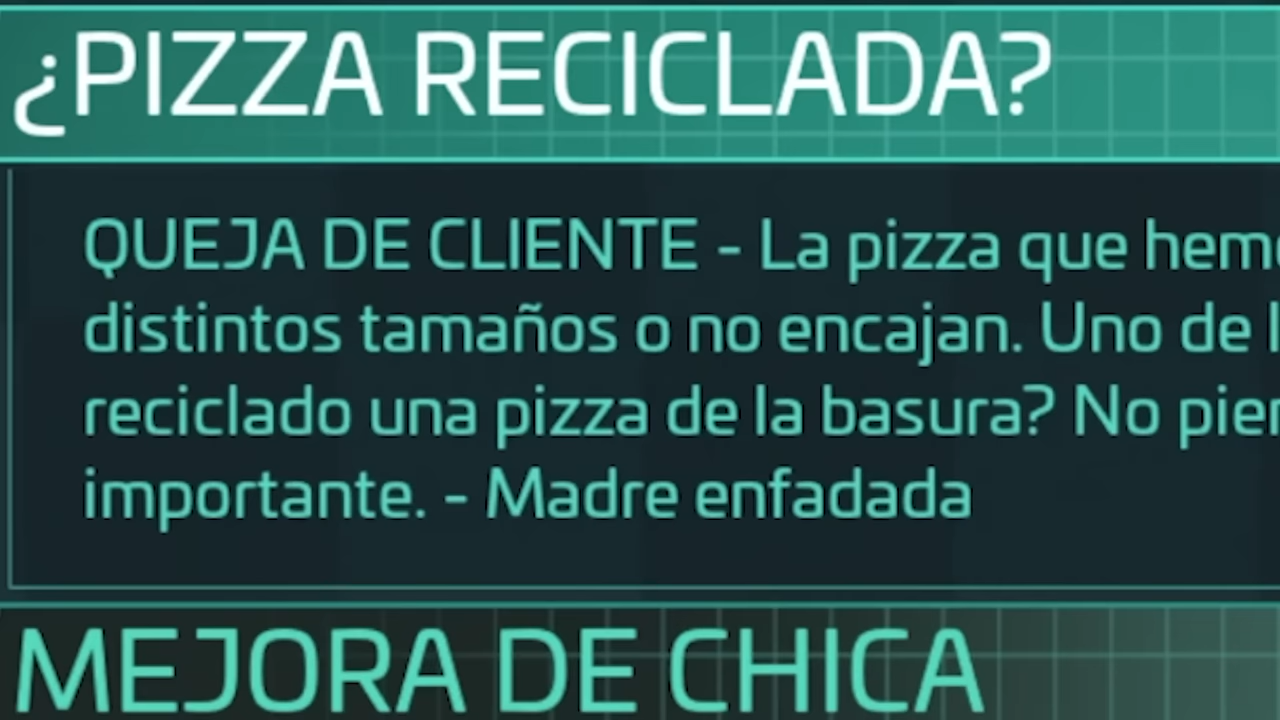 ¿PIZZA RECICLADA?
QUEJA DE CLIENTE - La pizza que
distintos tamaños o no encajan. Uno de
reciclado una pizza de la basura? No
importante. - Madre enfadada
MEJORA DE CHICA